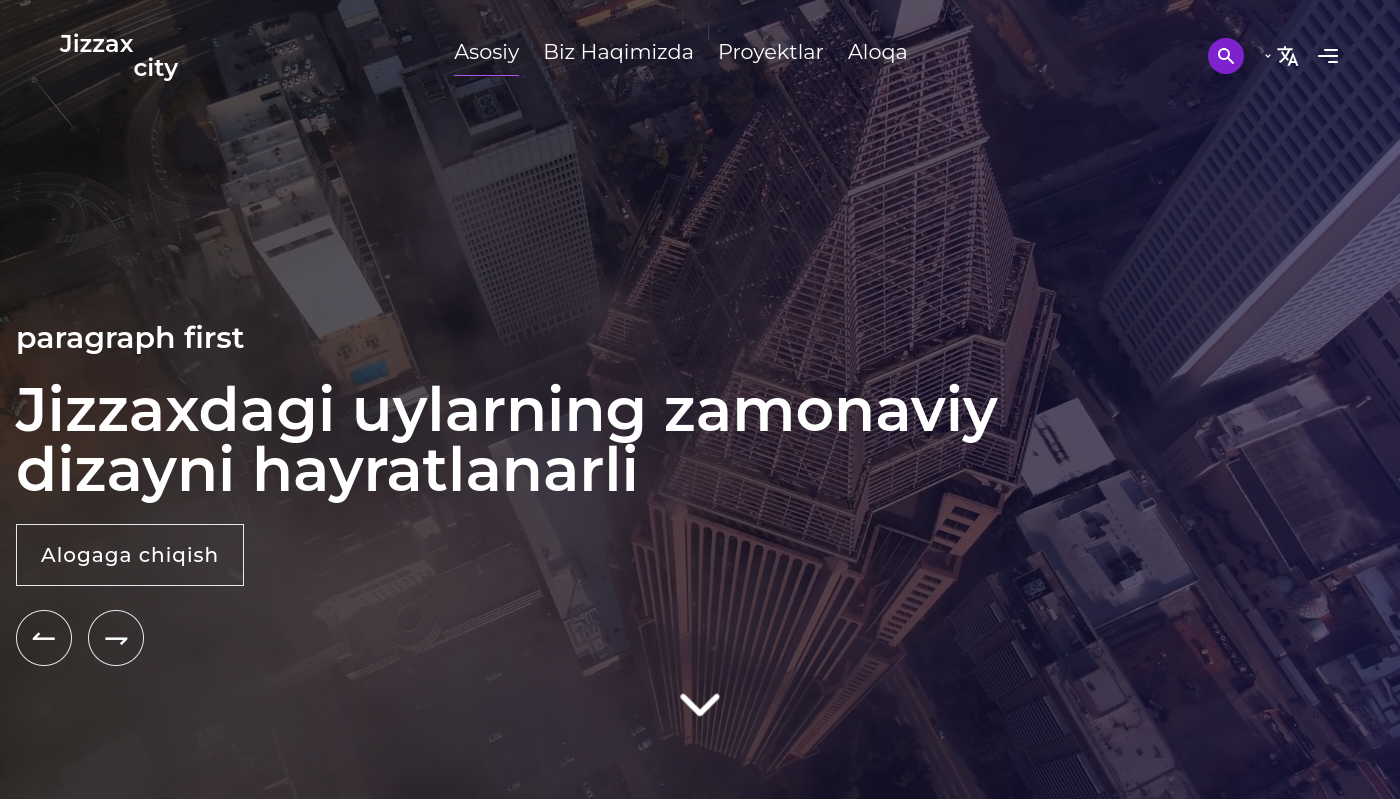 Jizzax
city
Asosiy Biz Haqimizda Proyektlar Aloqa
paragraph first
Jizzaxdagi uylarning zamonaviy
dizayni hayratlanarli
Alogaga chiqish